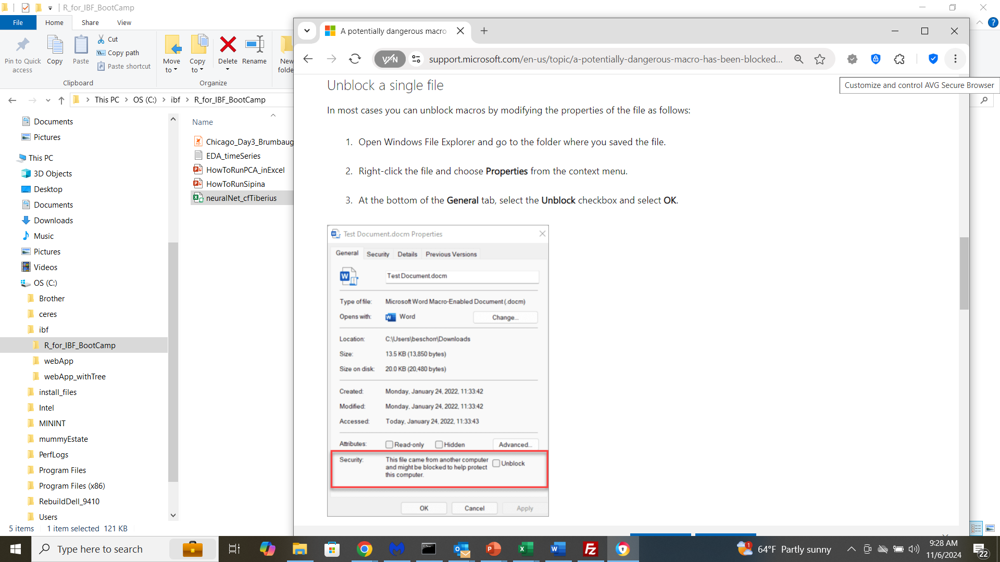 R_for_IBF_BootCamp
File
Home
Share
View
Pin to Quick access
Copy
Paste
Cut
Copy path
Paste shortcut
Clipboard
Move to
Copy to
Delete
Rename
Organize
New folde
This PC > OS (C:) > ibf > R_for_IBF_BootCamp
Documents
Pictures
This PC
3D Objects
Desktop
Documents
Downloads
Music
Pictures
Videos
OS (C:)
Brother
ceres
ibf
R_for_IBF_BootCamp
webApp
webApp_withTree
install_files
Intel
MININT
mummyEstate
PerfLogs
Program Files
Program Files (x86)
RebuildDell_9410
Users
Name
Chicago_Day3_Brumbaug
EDA_timeSeries
HowToRunPCA_inExcel
HowToRunSipina
neuralNet_cfTiberius
5 items
1 item selected 121 KB
A potentially dangerous macro
VPN
support.microsoft.com/en-us/topic/a-potentially-dangerous-macro-has-been-blocked...
Customize and control AVG Secure Browser
Unblock a single file
In most cases you can unblock macros by modifying the properties of the file as follows:
1. Open Windows File Explorer and go to the folder where you saved the file.
2. Right-click the file and choose Properties from the context menu.
3. At the bottom of the General tab, select the Unblock checkbox and select OK.
Test Document.docm Properties
General
Security
Details
Previous Versions
Test Document.docm
Type of file: Microsoft Word Macro-Enabled Document (.docm)
Opens with: Word
Change...
Location: C:\Users\beschorr\Downloads
Size: 13.5 KB (13,850 bytes)
Size on disk: 20.0 KB (20,480 bytes)
Created: Monday, January 24, 2022, 11:33:42
Modified: Monday, January 24, 2022, 11:33:42
Accessed: Today, January 24, 2022, 11:33:43
Attributes: Read-only Hidden Advanced...
Security: This file came from another computer
and might be blocked to help protect
this computer.
Unblock
OK
Cancel
Apply
Type here to search
64°F Partly sunny
9:28 AM
11/6/2024
22